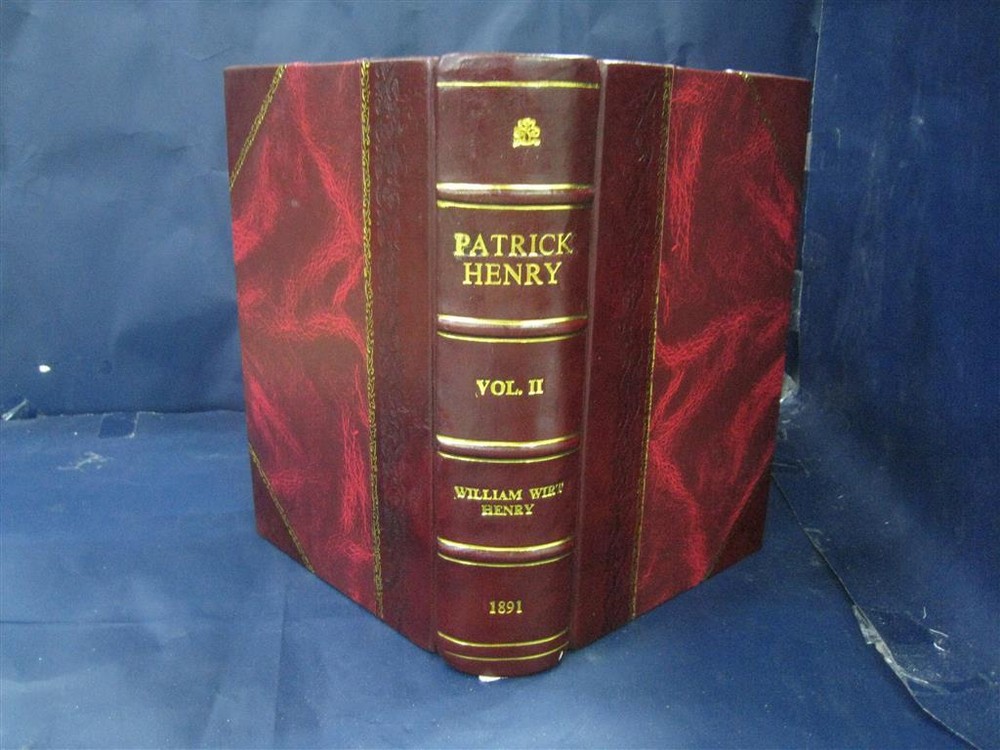 PATRICK
HENRY
VOL. II
WILLIAM WIRT
HENRY
1891